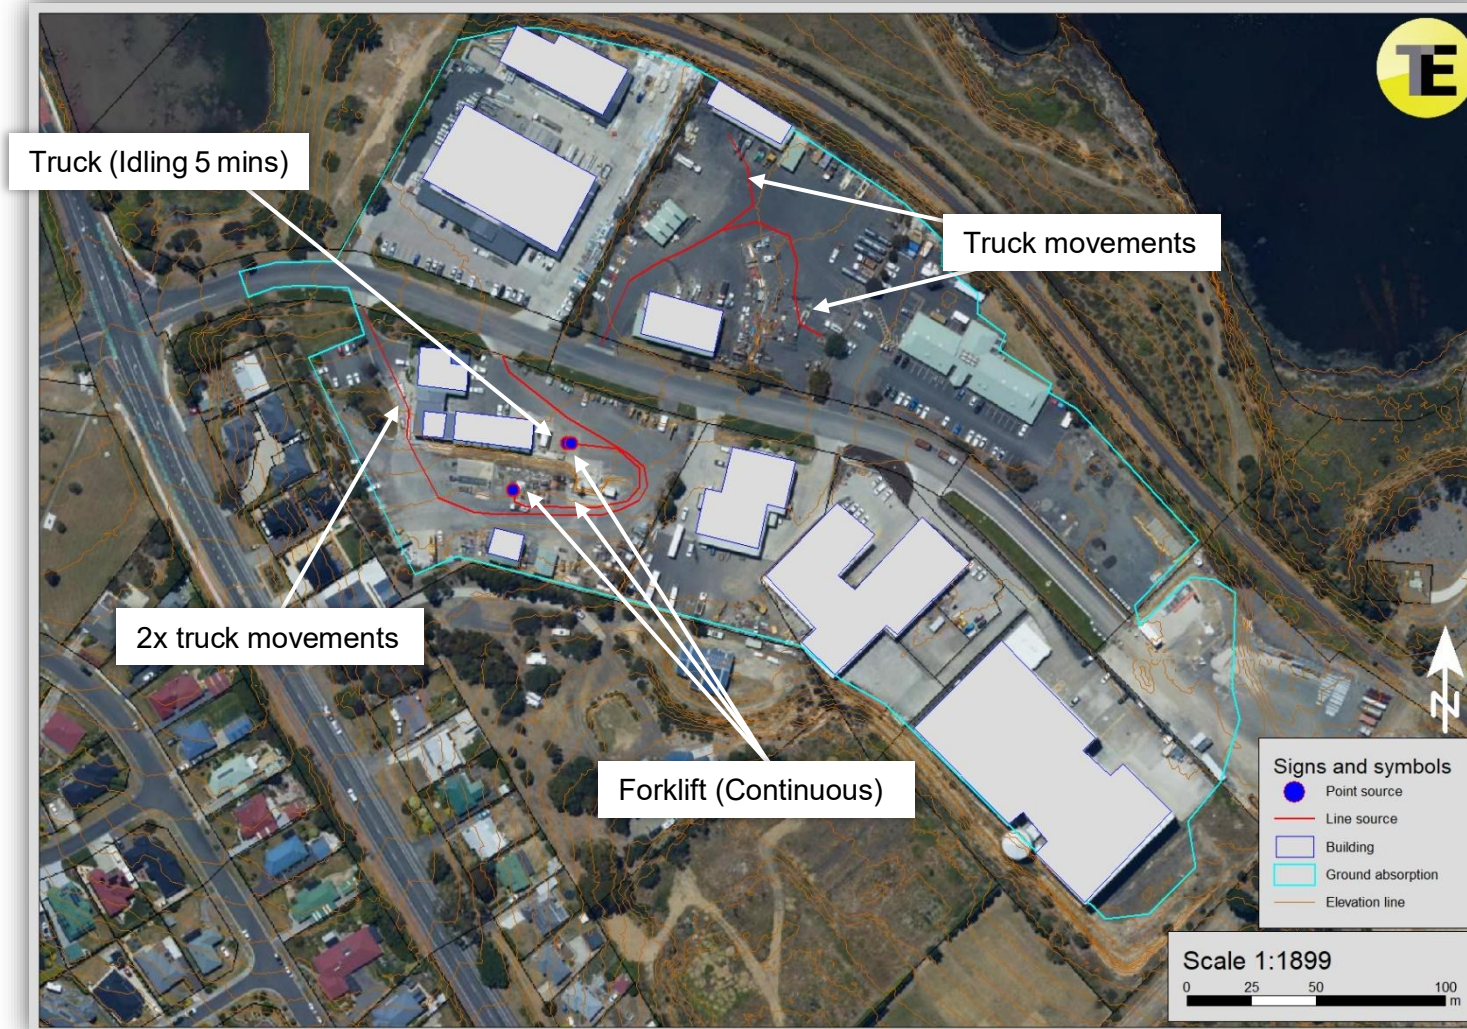 TE
Truck (Idling 5 mins)
Truck movements
2x truck movements
Forklift (Continuous)
N
Signs and symbols
Point source
Line source
Building
Ground absorption
Elevation line
Scale 1:1899
0 25 50 100
m